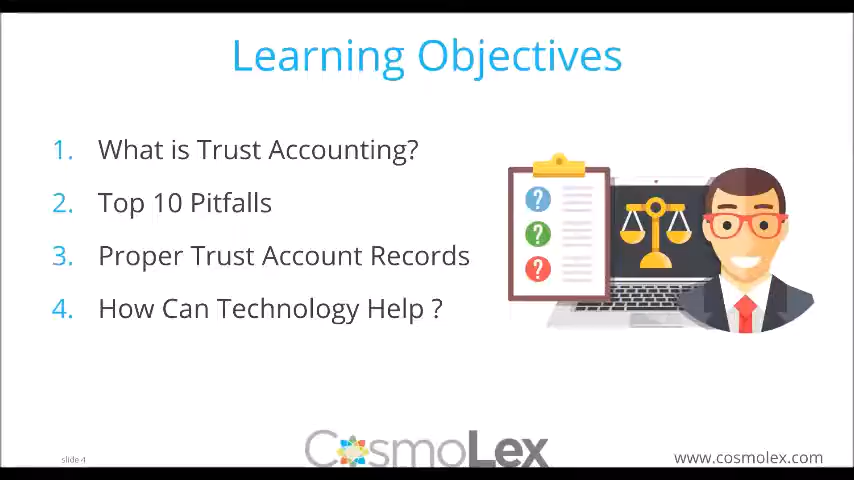 Learning Objectives
1. What is Trust Accounting?
2. Top 10 Pitfalls
3. Proper Trust Account Records
4. How Can Technology Help ?
? 
? 
? 
slide 4
CosmoLex
www.cosmolex.com